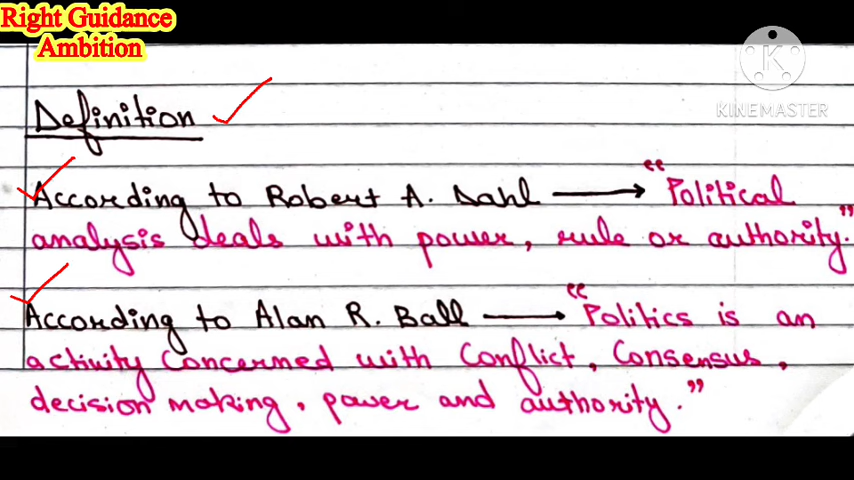 Right Guidance
Ambition
KINEMASTER
Definition
According to Robert A. Dahl → "Political
analysis deals with power, rule or authority."
According to Alan R. Ball → "Politics is an
activity concerned with Conflict, Consensus,
decision making, power and authority."